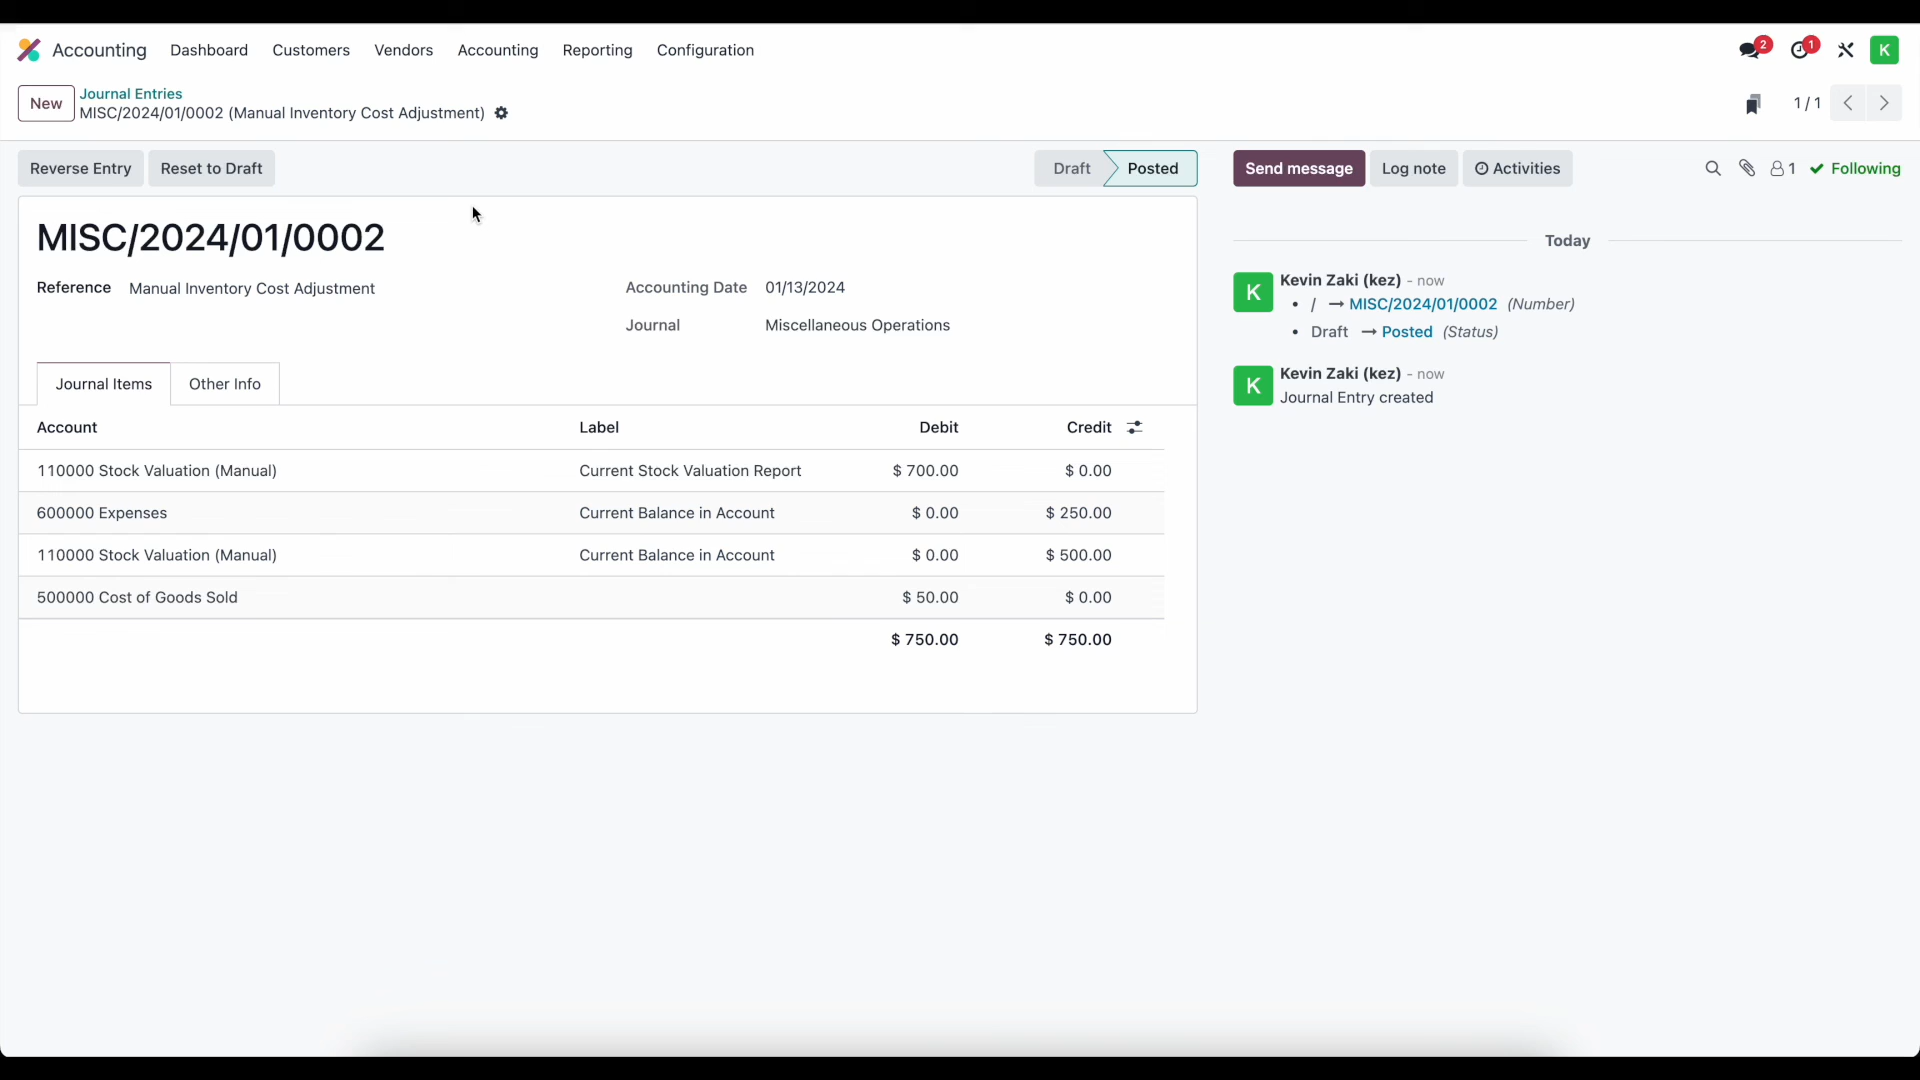 Accounting Dashboard Customers Vendors Accounting Reporting Configuration 2 1 K
New Journal Entries
MISC/2024/01/0002 (Manual Inventory Cost Adjustment) 1 / 1
Reverse Entry Reset to Draft Draft Posted Send message Log note Activities 1 Following
MISC/2024/01/0002
Reference Manual Inventory Cost Adjustment
Accounting Date 01/13/2024
Journal Miscellaneous Operations
Journal Items Other Info
Account Label Debit Credit
110000 Stock Valuation (Manual) Current Stock Valuation Report $ 700.00 $ 0.00
600000 Expenses Current Balance in Account $ 0.00 $ 250.00
110000 Stock Valuation (Manual) Current Balance in Account $ 0.00 $ 500.00
500000 Cost of Goods Sold $ 50.00 $ 0.00
$ 750.00 $ 750.00
Today
K Kevin Zaki (kez) - now
• / → MISC/2024/01/0002 (Number)
• Draft → Posted (Status)
K Kevin Zaki (kez) - now
Journal Entry created